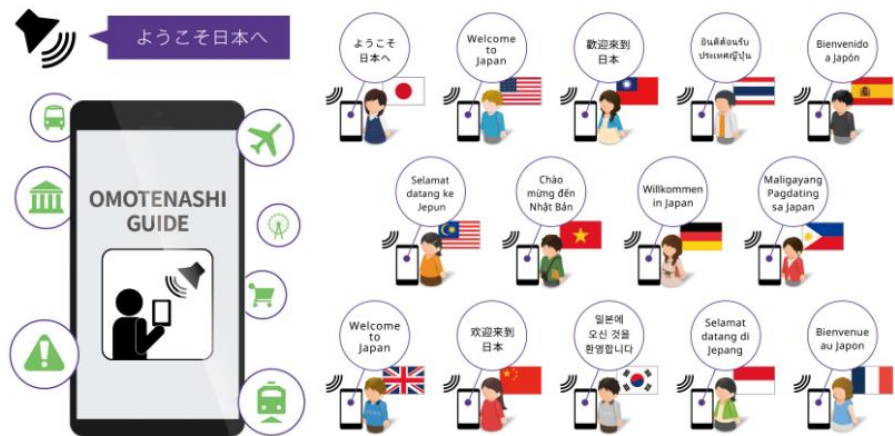 ようこそ日本へ
OMOTENASHI
GUIDE
ようこそ
日本へ
Welcome
to
Japan
歡迎來到
日本
ยินดีต้อนรับ
ประเทศญี่ปุ่น
Bienvenido
a Japón
Selamat
datang ke
Jepun
Chào
mừng đến
Nhật Bản
Willkommen
in Japan
Maligayang
Pagdating
sa Japan
Welcome
to
Japan
欢迎来到
日本
일본에
오신 것을
환영합니다
Selamat
datang di
Jepang
Bienvenue
au Japon